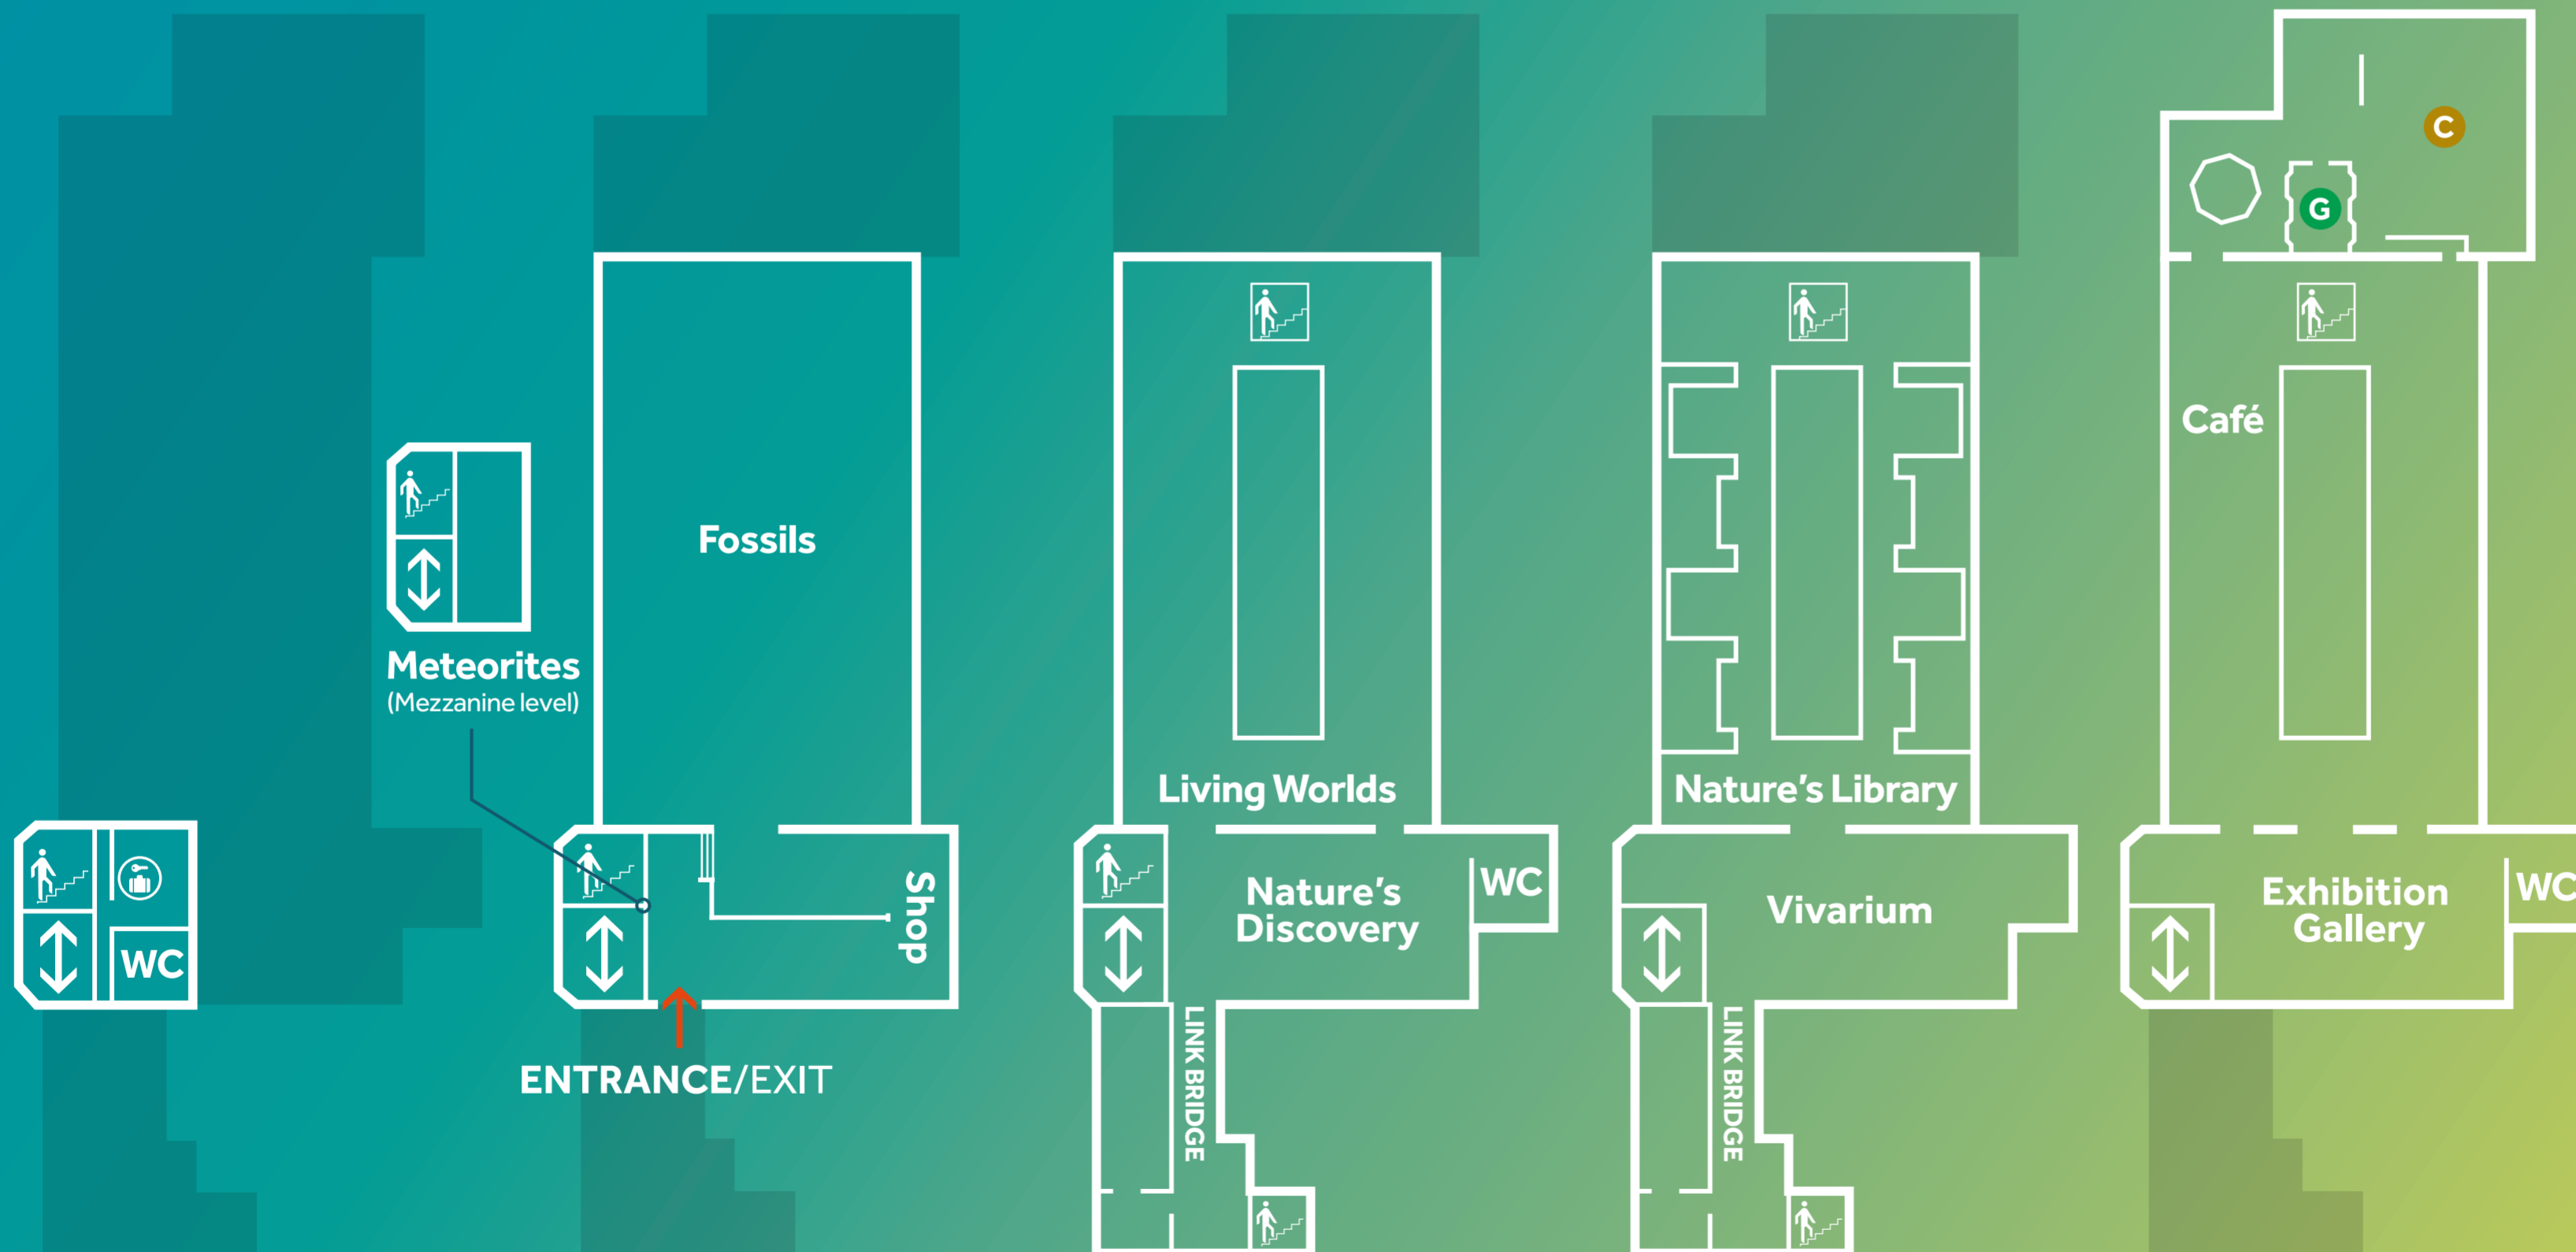 Meteorites
(Mezzanine level)
WC
Fossils
Shop
ENTRANCE/EXIT
Living Worlds
Nature's
Discovery
WC
LINK BRIDGE
Nature's Library
Vivarium
LINK BRIDGE
C
G
Café
Exhibition
Gallery
WC